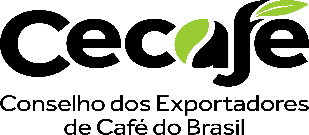 Cecafé
Conselho dos Exportadores
de Café do Brasil